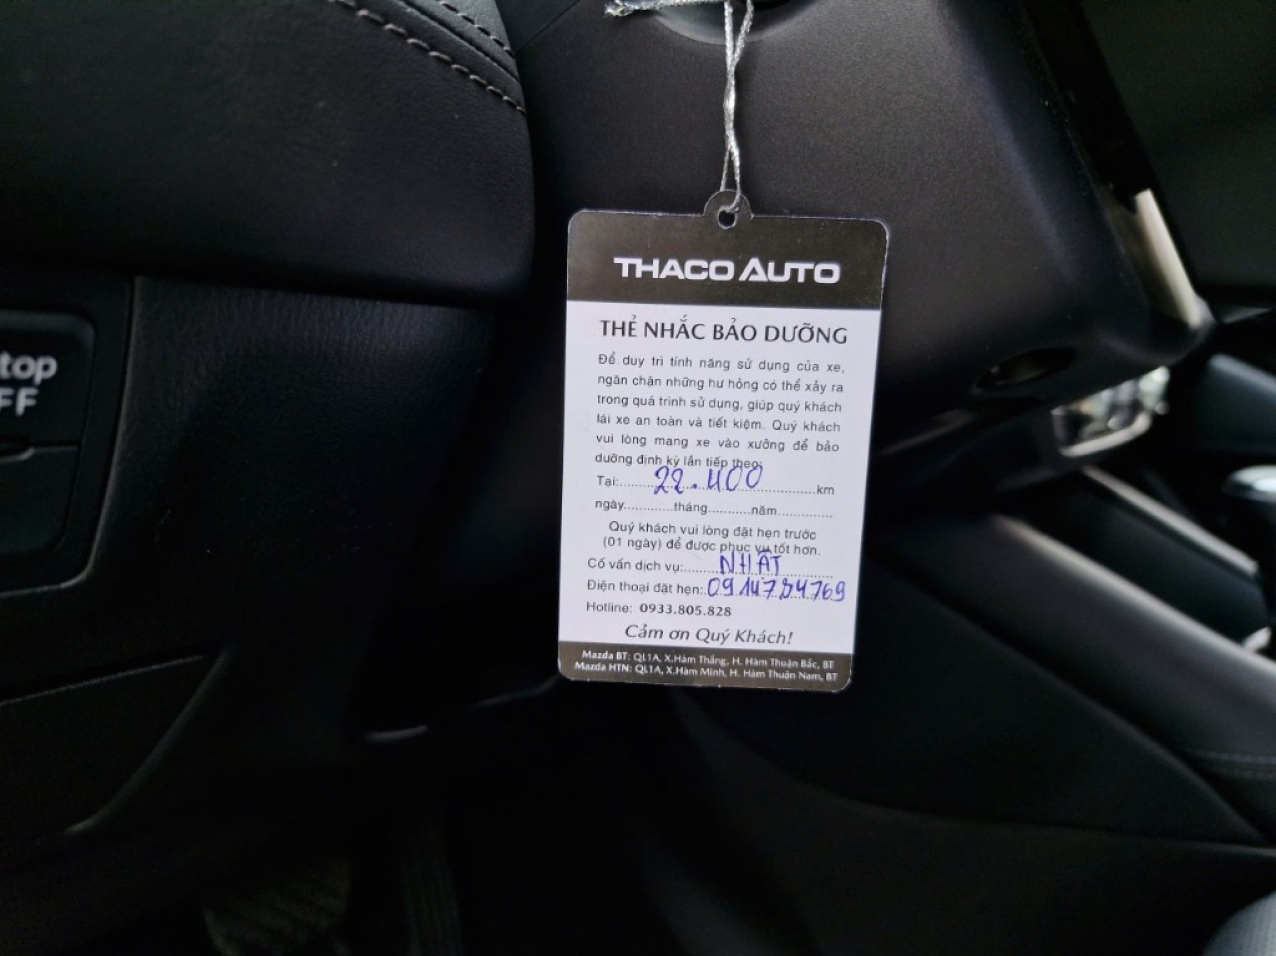 top
FF
THACO AUTO
THẺ NHẮC BẢO DƯỠNG
Để duy trì tính năng sử dụng của xe,
ngăn chặn những hư hỏng có thể xảy ra
trong quá trình sử dụng, giúp quý khách
lái xe an toàn và tiết kiệm. Quý khách
vui lòng mang xe vào xưởng để bảo
dưỡng định kỳ lần tiếp theo:
Tại:......22.400......km
ngày............tháng...........năm..............
Quý khách vui lòng đặt hẹn trước
(01 ngày) để được phục vụ tốt hơn.
Cố vấn dịch vụ:.......NHẤT.......
Điện thoại đặt hẹn:..0914784769
Hotline: 0933.805.828
Cảm ơn Quý Khách!
Mazda BT: QL1A, X.Hàm Thắng, H. Hàm Thuận Bắc, BT
Mazda HTN: QL1A, X.Hàm Minh, H. Hàm Thuận Nam, BT